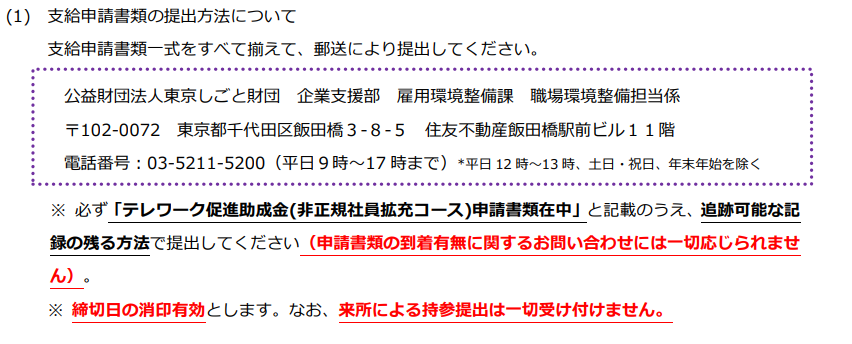 (1) 支給申請書類の提出方法について
支給申請書類一式をすべて揃えて、郵送により提出してください。
公益財団法人東京しごと財団　企業支援部　雇用環境整備課　職場環境整備担当係
〒102-0072　東京都千代田区飯田橋３-８-５　住友不動産飯田橋駅前ビル１１階
電話番号：03-5211-5200（平日９時～17時まで）*平日12時～13時、土日・祝日、年末年始を除く
※ 必ず「テレワーク促進助成金(非正規社員拡充コース)申請書類在中」と記載のうえ、追跡可能な記
録の残る方法で提出してください（申請書類の到着有無に関するお問い合わせには一切応じられませ
ん）。
※ 締切日の消印有効とします。なお、来所による持参提出は一切受け付けません。